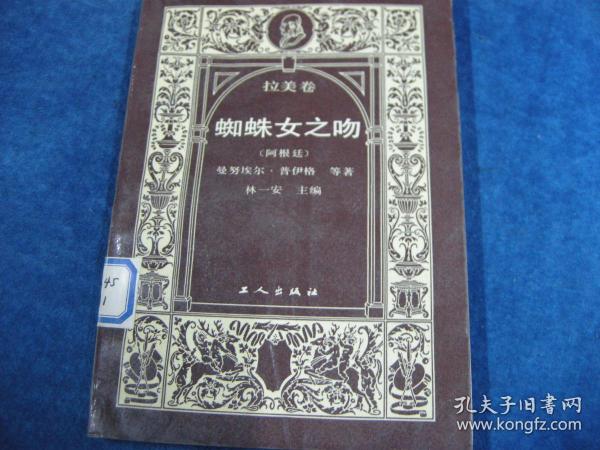 拉美卷
蜘蛛女之吻
(阿根廷)
曼努埃尔·普伊格 等著
林一安 主编
工人出版社
45
1
孔夫子旧書网
www.kongfz.com